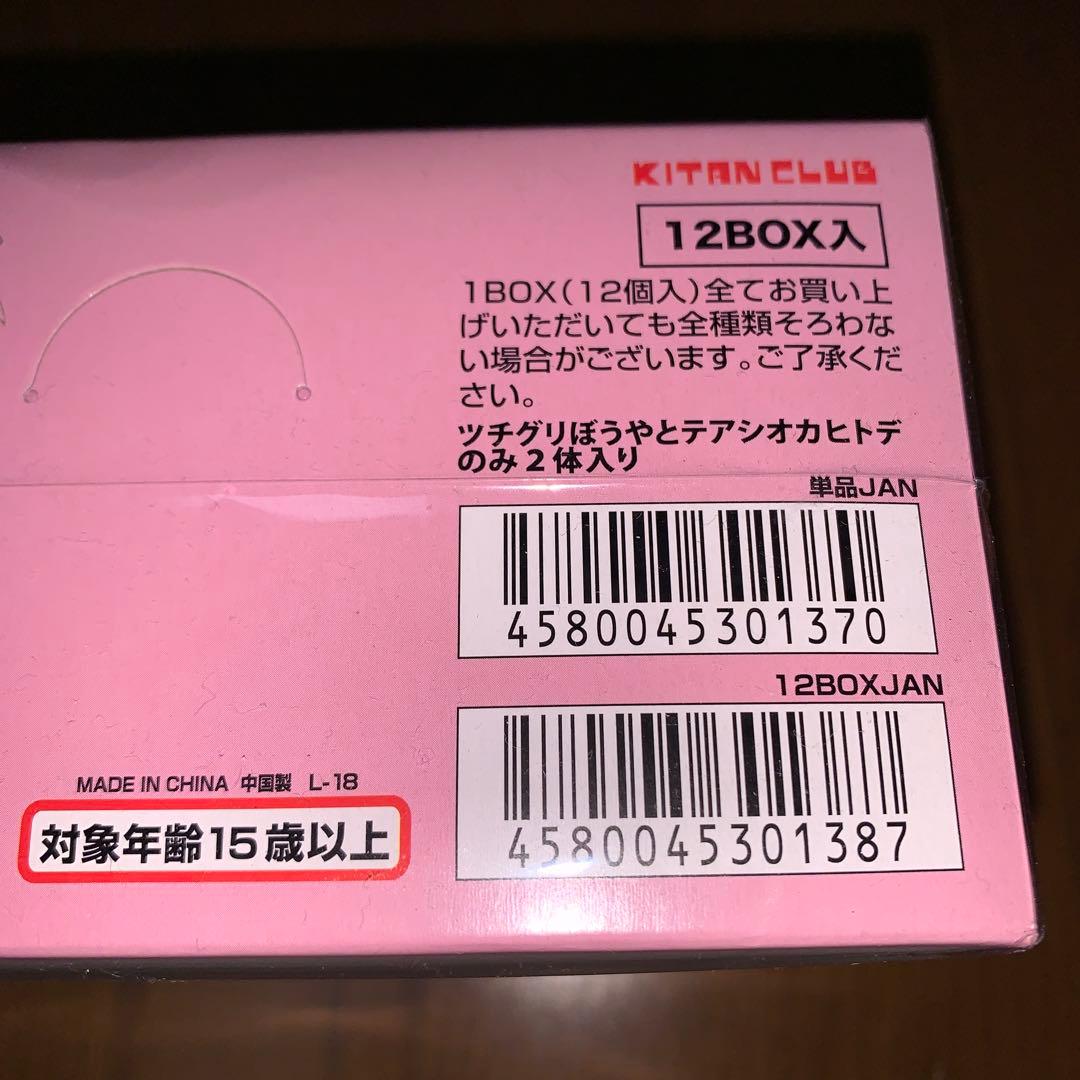 KITAN CLUB
12BOX入
1BOX(12個入)全てお買い上
げいただいても全種類そろわな
い場合がございます。ご了承くだ
さい。
ツチグリぼうやとテアシオカヒトデ
のみ2体入り
単品JAN
4580045301370
12BOXJAN
4580045301387
MADE IN CHINA 中国製 L-18
対象年齢15歳以上